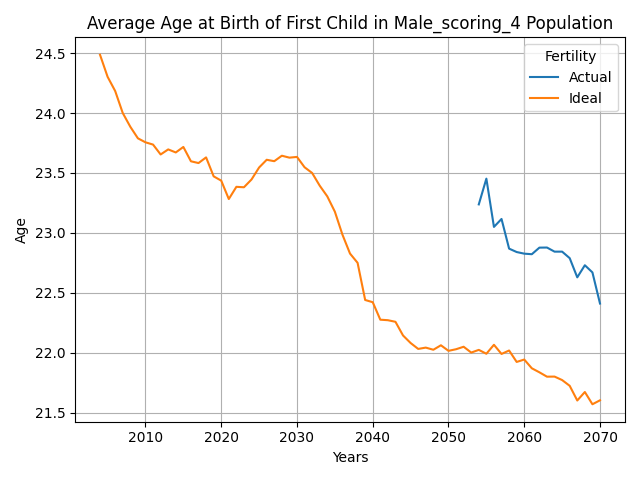 Average Age at Birth of First Child in Male_scoring_4 Population
Fertility
Actual
Ideal
24.5
24.0
23.5
23.0
22.5
22.0
21.5
Age
2010
2020
2030
2040
2050
2060
2070
Years